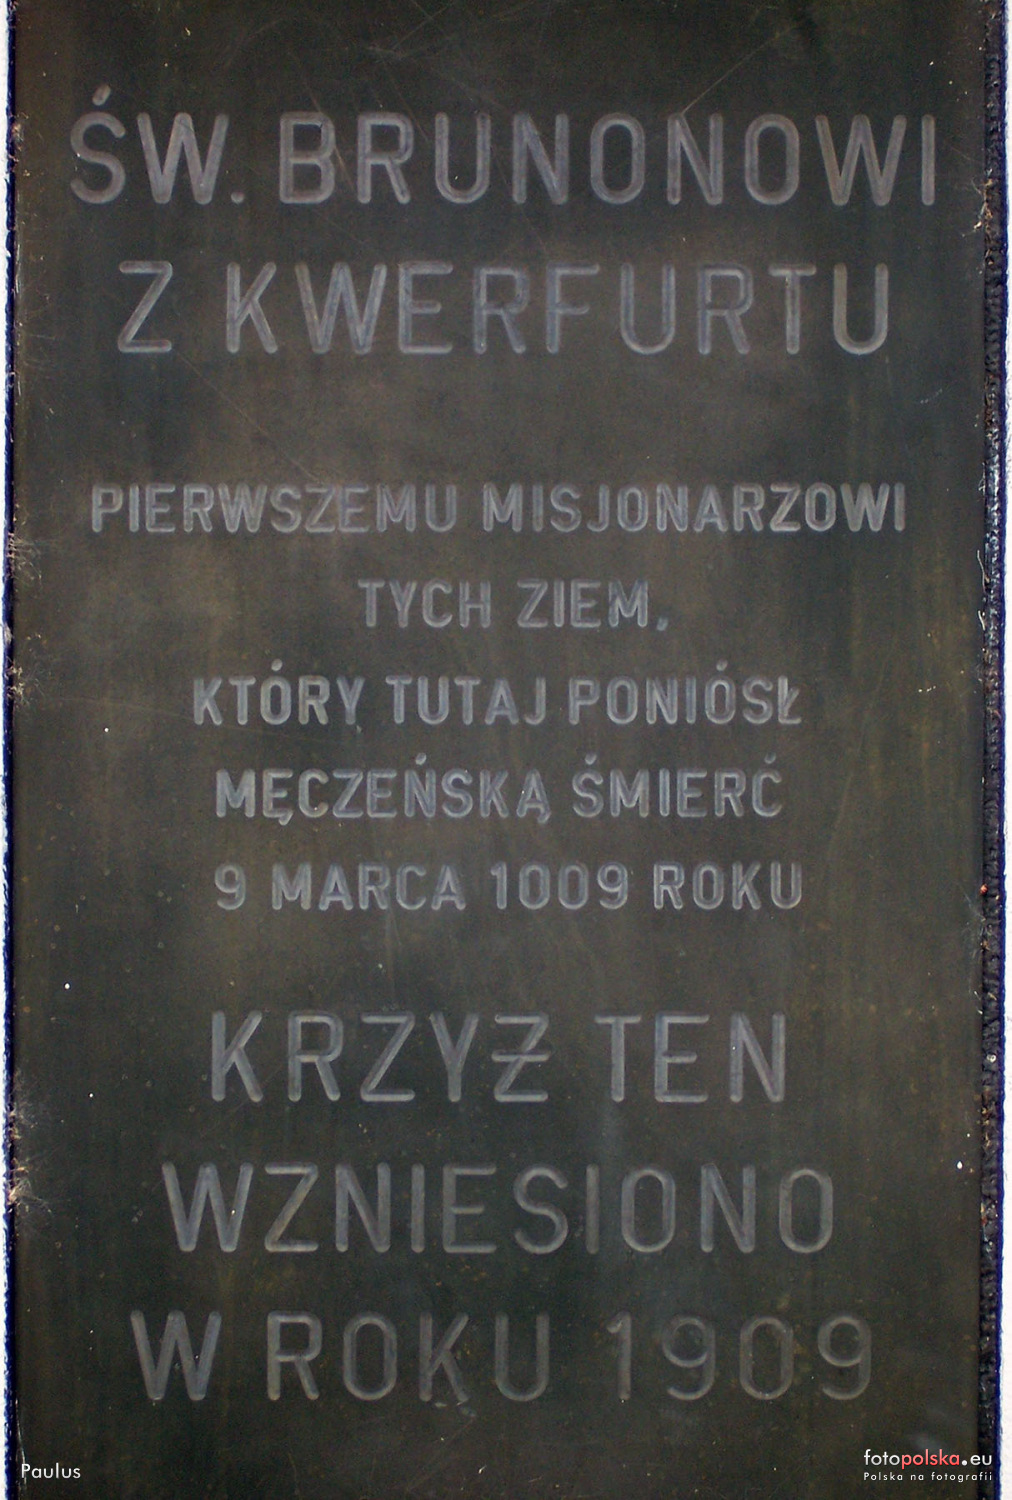 ŚW. BRUNONOWI
Z KWERFURTU
PIERWSZEMU MISJONARZOWI
TYCH ZIEM,
KTÓRY TUTAJ PONIÓSŁ
MĘCZEŃSKĄ ŚMIERĆ
9 MARCA 1009 ROKU
KRZYŻ TEN
WZNIESIONO
W ROKU 1909
Paulus
fotopolska.eu
Polska na fotografii